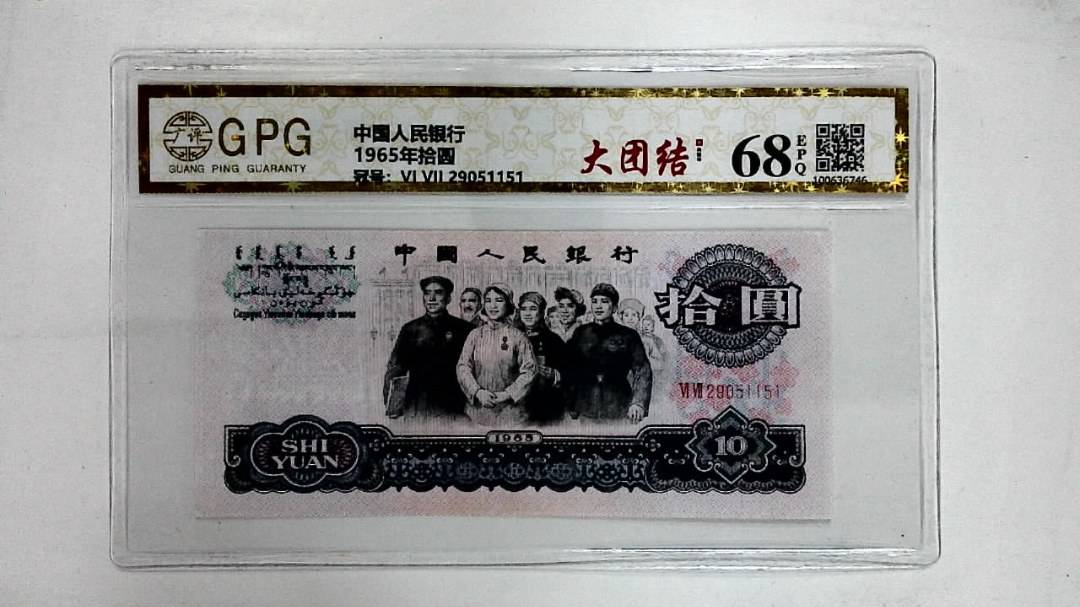 广评
GPG
GUANG PING GUARANTY
中国人民银行
1965年拾圆
冠号: VI VII 29051151
大团结
68
EPQ
100636746
中國人民銀行
拾圓
ⅥⅦ 29051151
1965
SHI
YUAN
10